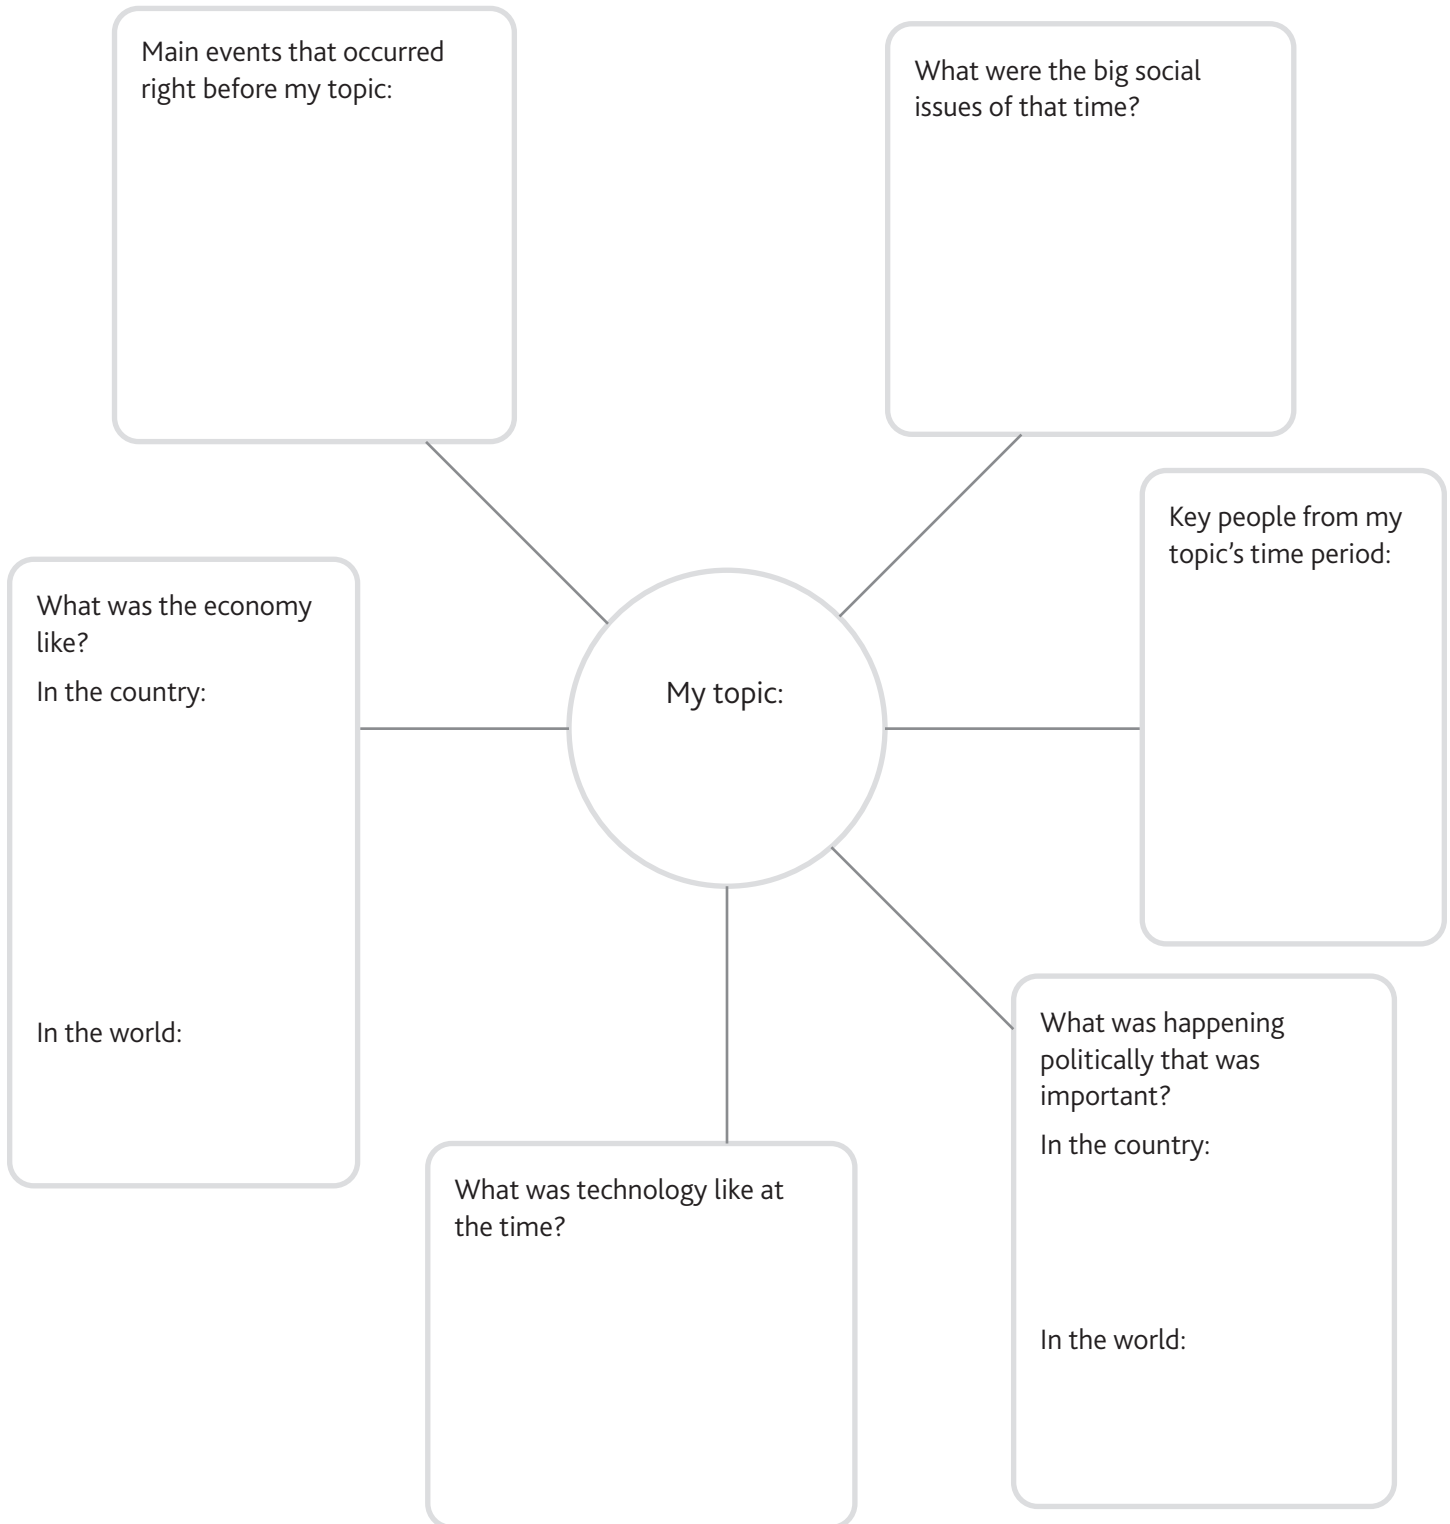 Main events that occurred
right before my topic:
What were the big social
issues of that time?
Key people from my
topic’s time period:
What was the economy
like?
In the country:
In the world:
My topic:
What was happening
politically that was
important?
In the country:
In the world:
What was technology like at
the time?